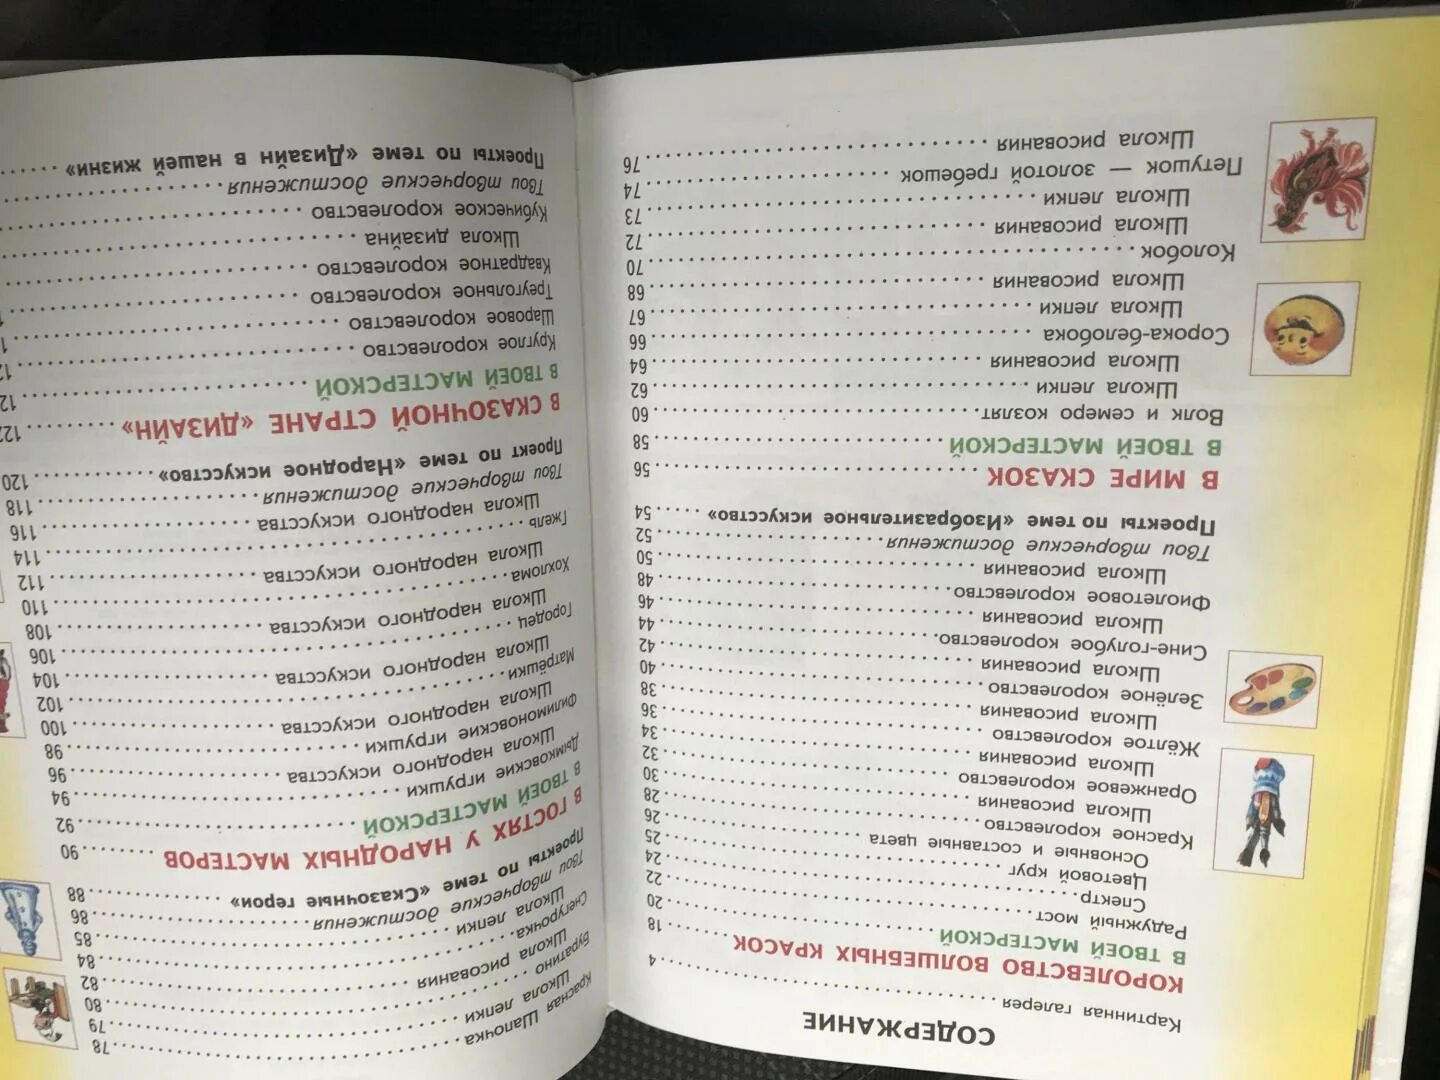 СОДЕРЖАНИЕ
Картинная галерея . . . . . 4
КОРОЛЕВСТВО ВОЛШЕБНЫХ КРАСОК . . . . . 18
В ТВОЕЙ МАСТЕРСКОЙ . . . . . 20
Радужный мост . . . . . 22
Спектр . . . . . 24
Цветовой круг . . . . . 25
Основные и составные цвета . . . . . 26
Красное королевство . . . . . 28
Школа рисования . . . . . 30
Оранжевое королевство . . . . . 32
Школа рисования . . . . . 34
Жёлтое королевство . . . . . 36
Школа рисования . . . . . 38
Зелёное королевство . . . . . 40
Школа рисования . . . . . 42
Сине-голубое королевство . . . . . 44
Школа рисования . . . . . 46
Фиолетовое королевство . . . . . 48
Школа рисования . . . . . 50
Твои творческие достижения . . . . . 52
Проекты по теме «Изобразительное искусство» . . . . . 54
В МИРЕ СКАЗОК . . . . . 56
В ТВОЕЙ МАСТЕРСКОЙ . . . . . 58
Волк и семеро козлят . . . . . 60
Школа лепки . . . . . 62
Школа рисования . . . . . 64
Сорока-белобока . . . . . 66
Школа лепки . . . . . 67
Школа рисования . . . . . 68
Колобок . . . . . 70
Школа рисования . . . . . 72
Школа лепки . . . . . 73
Петушок — золотой гребешок . . . . . 74
Школа рисования . . . . . 76
Красная Шапочка . . . . . 78
Школа лепки . . . . . 79
Буратино . . . . . 80
Школа рисования . . . . . 82
Снегурочка . . . . . 84
Школа лепки . . . . . 85
Твои творческие достижения . . . . . 86
Проекты по теме «Сказочные герои» . . . . . 88
В ГОСТЯХ У НАРОДНЫХ МАСТЕРОВ . . . . . 90
В ТВОЕЙ МАСТЕРСКОЙ . . . . . 92
Дымковские игрушки . . . . . 94
Школа народного искусства . . . . . 96
Филимоновские игрушки . . . . . 98
Школа народного искусства . . . . . 100
Матрёшки . . . . . 102
Школа народного искусства . . . . . 104
Городец . . . . . 106
Школа народного искусства . . . . . 108
Хохлома . . . . . 110
Школа народного искусства . . . . . 112
Гжель . . . . . 114
Школа народного искусства . . . . . 116
Твои творческие достижения . . . . . 118
Проект по теме «Народное искусство» . . . . . 120
В СКАЗОЧНОЙ СТРАНЕ «ДИЗАЙН» . . . . . 122
В ТВОЕЙ МАСТЕРСКОЙ . . . . .
Круглое королевство . . . . .
Шаровое королевство . . . . .
Треугольное королевство . . . . .
Квадратное королевство . . . . .
Школа дизайна . . . . .
Кубическое королевство . . . . .
Твои творческие достижения . . . . .
Проекты по теме «Дизайн в нашей жизни» . . . . .